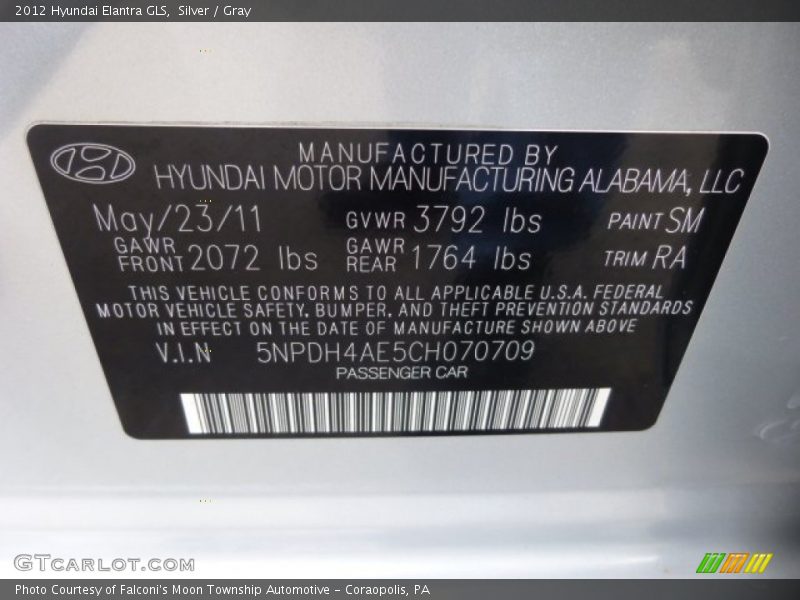 2012 Hyundai Elantra GLS, Silver / Gray
MANUFACTURED BY
HYUNDAI MOTOR MANUFACTURING ALABAMA, LLC
May/23/11 GVWR 3792 lbs PAINT SM
GAWR FRONT 2072 lbs GAWR REAR 1764 lbs TRIM RA
THIS VEHICLE CONFORMS TO ALL APPLICABLE U.S.A. FEDERAL
MOTOR VEHICLE SAFETY, BUMPER, AND THEFT PREVENTION STANDARDS
IN EFFECT ON THE DATE OF MANUFACTURE SHOWN ABOVE
V.I.N 5NPDH4AE5CH070709
PASSENGER CAR
GTCARLOT.COM
Photo Courtesy of Falconi's Moon Township Automotive - Coraopolis, PA